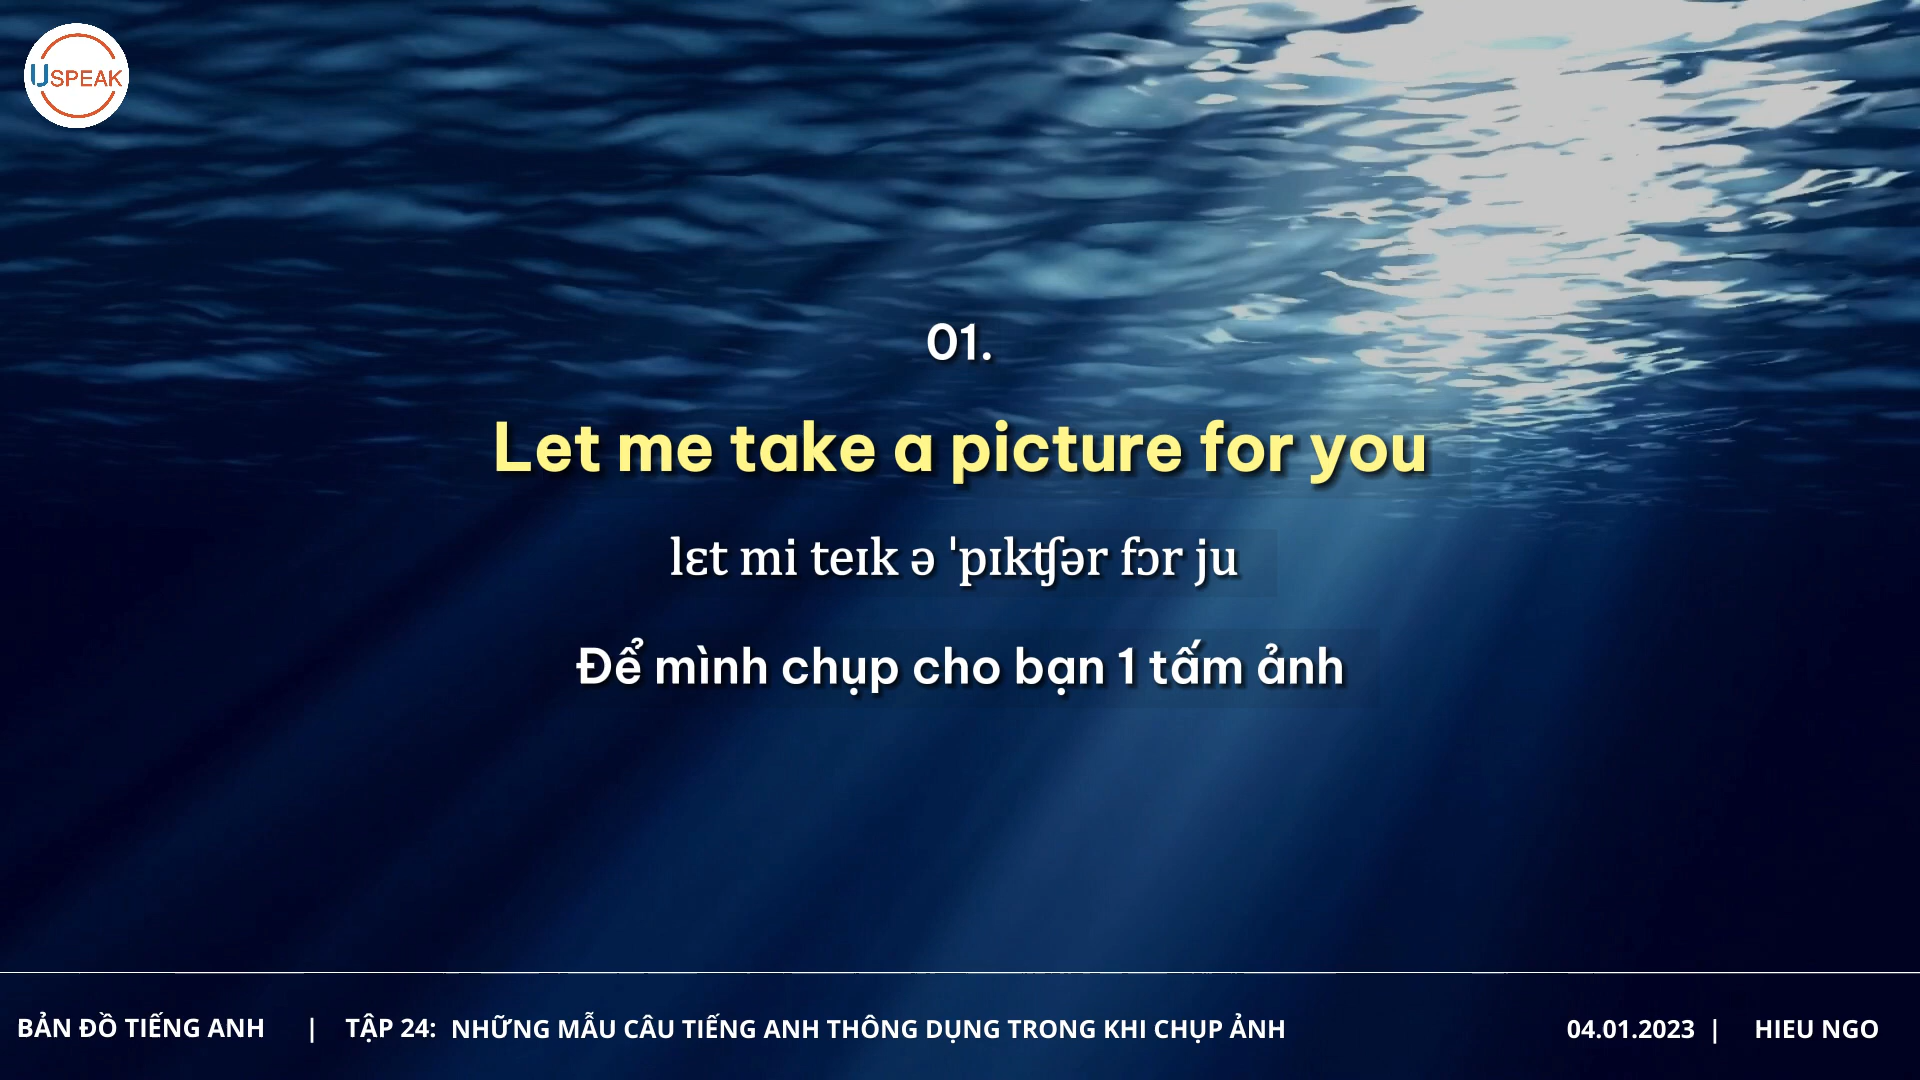 USPEAK
01.
Let me take a picture for you
lɛt mi teɪk ə ˈpɪkʧər fɔr ju
Để mình chụp cho bạn 1 tấm ảnh
BẢN ĐỒ TIẾNG ANH | TẬP 24: NHỮNG MẪU CÂU TIẾNG ANH THÔNG DỤNG TRONG KHI CHỤP ẢNH 04.01.2023 | HIEU NGO